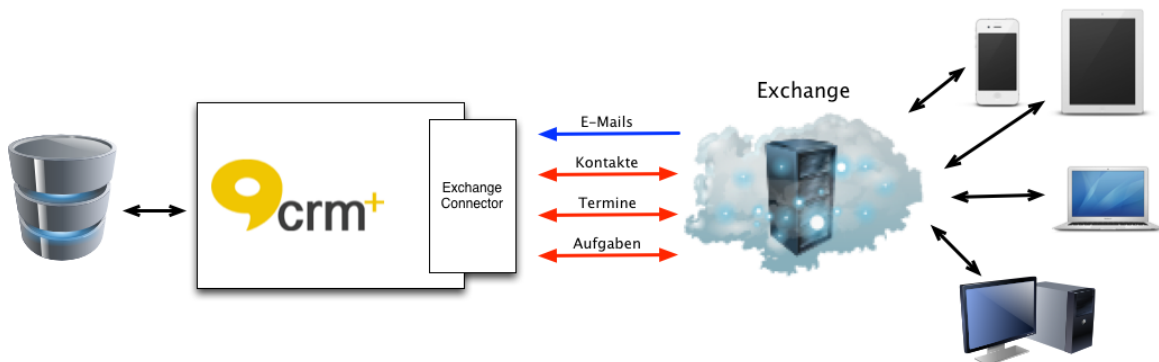 Exchange
E-Mails
Kontakte
Termine
Aufgaben
crm+
Exchange
Connector